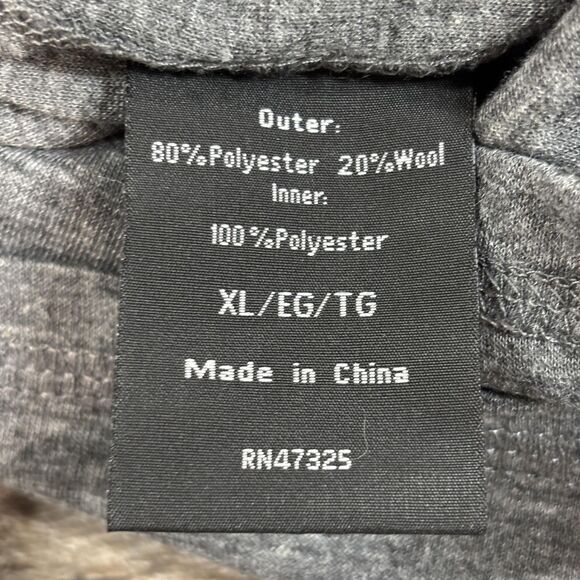 Outer:
80%Polyester 20%Wool
Inner:
100%Polyester
XL/EG/TG
Made in China
RN47325